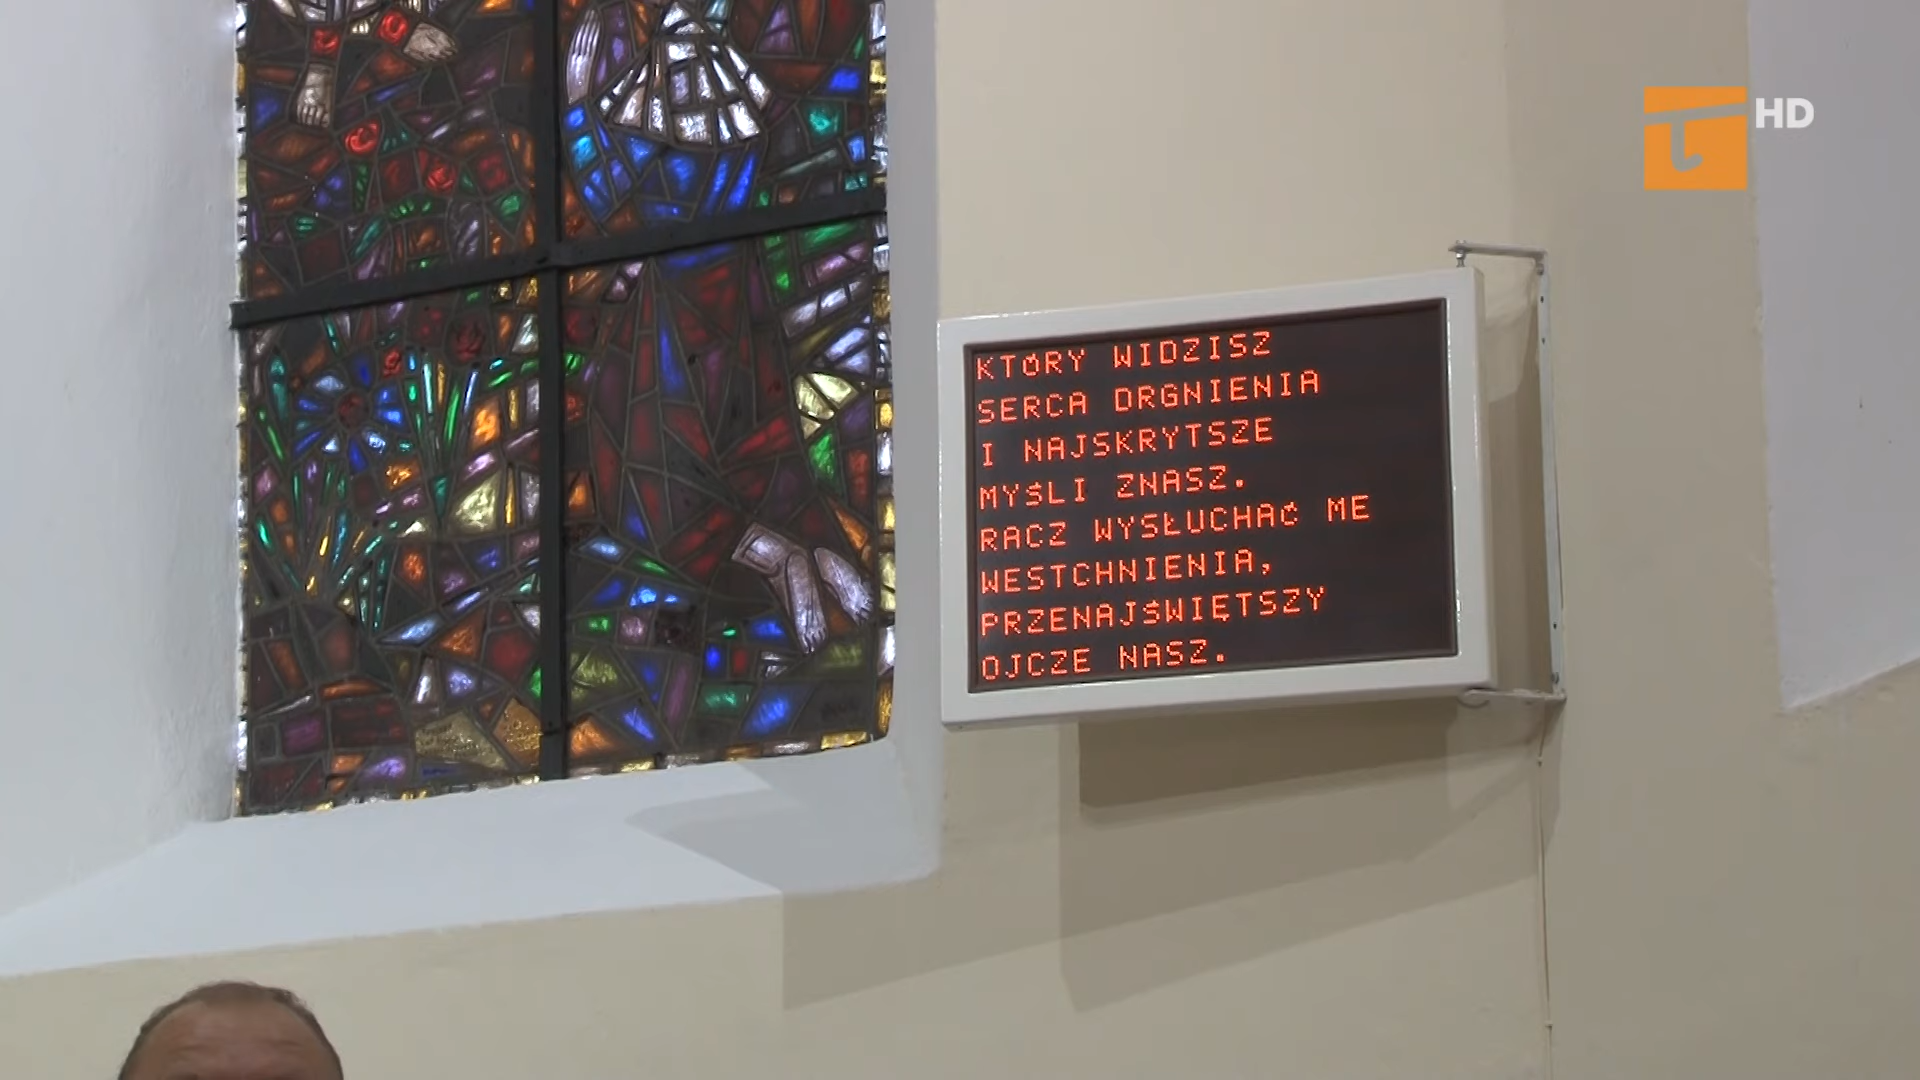 HD
KTÓRY WIDZISZ
SERCA DRGNIENIA
I NAJSKRYTSZE
MYŚLI ZNASZ.
RACZ WYSŁUCHAĆ ME
WESTCHNIENIA,
PRZENAJŚWIĘTSZY
OJCZE NASZ.